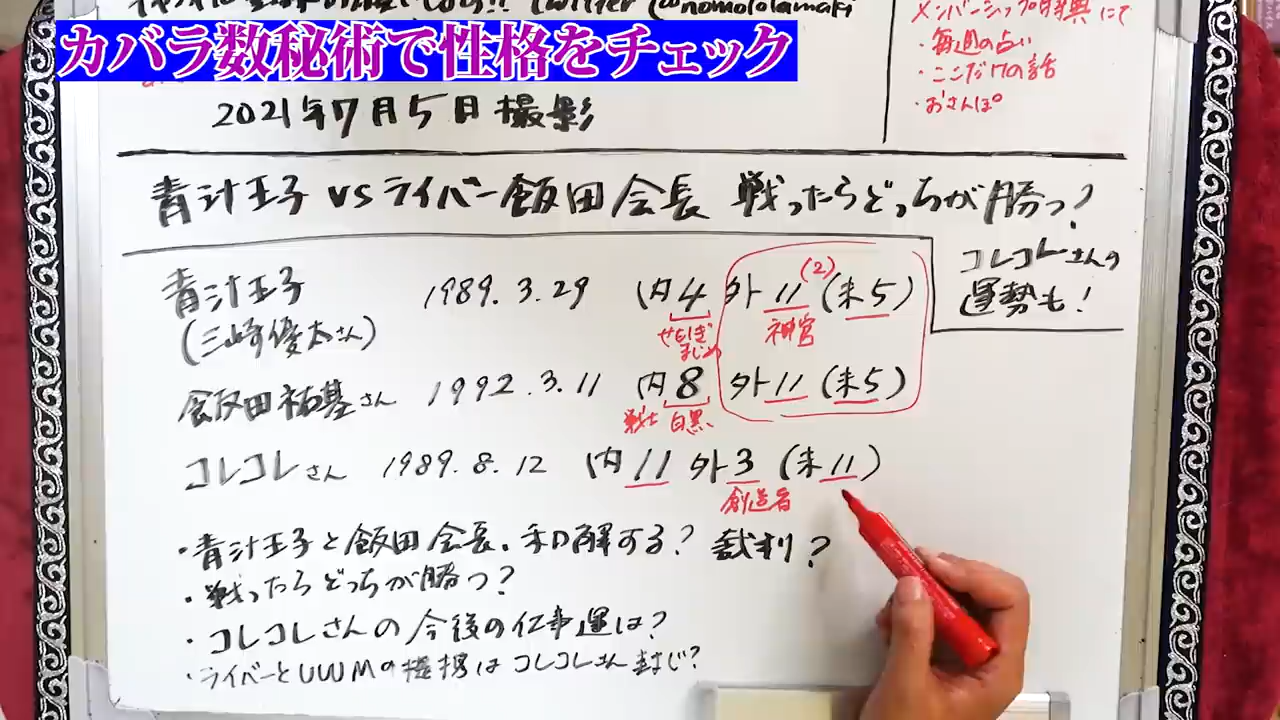 カバラ数秘術で性格をチェック
2021年7月5日 撮影
メンバーシップ特典にて
・毎週の占い
・ここだけの話
・おさんぽ
青汁王子 vs ライバー飯田会長 戦ったらどっちが勝つ?
コレコレさんの
運勢も!
青汁王子 1989.3.29 内4 外11(2) (未5)
(三崎優太さん) 神官
飯田祐基さん 1992.3.11 内8 外11 (未5)
戦士 白黒
コレコレさん 1989.8.12 内11 外3 (未11)
創造者
・青汁王子と飯田会長。和解する? 裁判?
・戦ったらどっちが勝つ?
・コレコレさんの今後の仕事運は?
・ライバーとUUUMの提携はコレコレさん封じ?